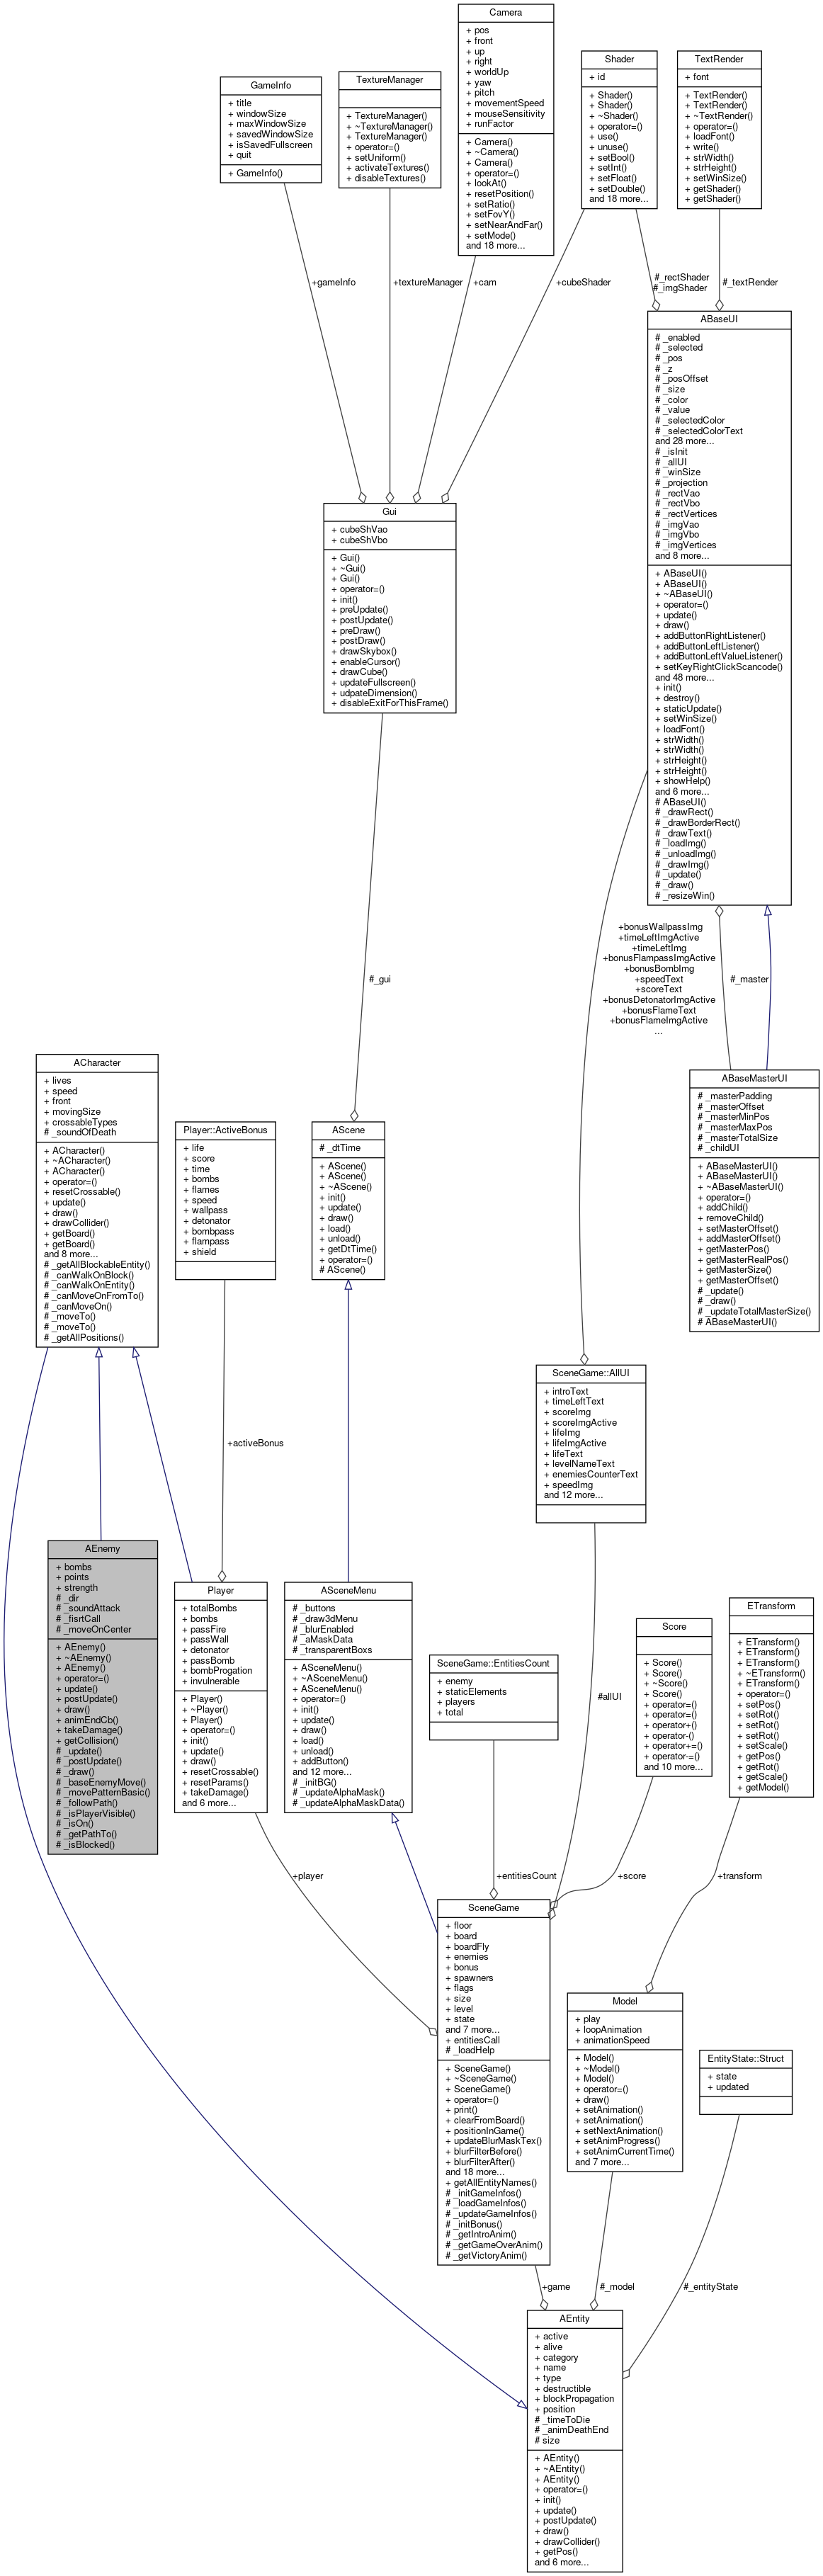 Camera
+ pos
+ front
+ up
+ right
+ worldUp
+ yaw
+ pitch
+ movementSpeed
+ mouseSensitivity
+ runFactor
+ Camera()
+ ~Camera()
+ Camera()
+ operator=()
+ lookAt()
+ resetPosition()
+ setRatio()
+ setFovY()
+ setNearAndFar()
+ setMode()
and 18 more...
Shader
+ id
+ Shader()
+ Shader()
+ ~Shader()
+ operator=()
+ use()
+ unuse()
+ setBool()
+ setInt()
+ setFloat()
+ setDouble()
and 18 more...
TextRender
+ font
+ TextRender()
+ TextRender()
+ ~TextRender()
+ operator=()
+ loadFont()
+ write()
+ strWidth()
+ strHeight()
+ setWinSize()
+ getShader()
+ getShader()
GameInfo
+ title
+ windowSize
+ maxWindowSize
+ savedWindowSize
+ isSavedFullscreen
+ quit
+ GameInfo()
TextureManager
+ TextureManager()
+ ~TextureManager()
+ TextureManager()
+ operator=()
+ setUniform()
+ activateTextures()
+ disableTextures()
+gameInfo
+textureManager
+cam
+cubeShader
#_rectShader
#_imgShader
#_textRender
ABaseUI
# _enabled
# _selected
# _pos
# _z
# _posOffset
# _size
# _color
# _value
# _selectedColor
# _selectedColorText
and 28 more...
# _isInit
# _allUI
# _winSize
# _projection
# _rectVao
# _rectVbo
# _rectVertices
# _imgVao
# _imgVbo
# _imgVertices
and 8 more...
+ ABaseUI()
+ ABaseUI()
+ ~ABaseUI()
+ operator=()
+ update()
+ draw()
+ addButtonRightListener()
+ addButtonLeftListener()
+ addButtonLeftValueListener()
+ setKeyRightClickScancode()
and 48 more...
+ init()
+ destroy()
+ staticUpdate()
+ setWinSize()
+ loadFont()
+ strWidth()
+ strWidth()
+ strHeight()
+ strHeight()
+ showHelp()
and 6 more...
# ABaseUI()
# _drawRect()
# _drawBorderRect()
# _drawText()
# _loadImg()
# _unloadImg()
# _drawImg()
# _update()
# _draw()
# _resizeWin()
Gui
+ cubeShVao
+ cubeShVbo
+ Gui()
+ ~Gui()
+ Gui()
+ operator=()
+ init()
+ preUpdate()
+ postUpdate()
+ preDraw()
+ postDraw()
+ drawSkybox()
+ enableCursor()
+ drawCube()
+ updateFullscreen()
+ udpateDimension()
+ disableExitForThisFrame()
+bonusWallpassImg
+timeLeftImgActive
+timeLeftImg
+bonusFlampassImgActive
+bonusBombImg
+speedText
+scoreText
+bonusDetonatorImgActive
+bonusFlameText
+bonusFlameImgActive
...
#_master
#_gui
ABaseMasterUI
# _masterPadding
# _masterOffset
# _masterMinPos
# _masterMaxPos
# _masterTotalSize
# _childUI
+ ABaseMasterUI()
+ ABaseMasterUI()
+ ~ABaseMasterUI()
+ operator=()
+ addChild()
+ removeChild()
+ setMasterOffset()
+ addMasterOffset()
+ getMasterPos()
+ getMasterRealPos()
+ getMasterSize()
+ getMasterOffset()
# _update()
# _draw()
# _updateTotalMasterSize()
# ABaseMasterUI()
ACharacter
+ lives
+ speed
+ front
+ movingSize
+ crossableTypes
# _soundOfDeath
+ ACharacter()
+ ~ACharacter()
+ ACharacter()
+ operator=()
+ resetCrossable()
+ update()
+ draw()
+ drawCollider()
+ getBoard()
+ getBoard()
and 8 more...
# _getAllBlockableEntity()
# _canWalkOnBlock()
# _canWalkOnEntity()
# _canMoveOnFromTo()
# _canMoveOn()
# _moveTo()
# _moveTo()
# _getAllPositions()
Player::ActiveBonus
+ life
+ score
+ time
+ bombs
+ flames
+ speed
+ wallpass
+ detonator
+ bombpass
+ flampass
+ shield
AScene
# _dtTime
+ AScene()
+ AScene()
+ ~AScene()
+ init()
+ update()
+ draw()
+ load()
+ unload()
+ getDtTime()
+ operator=()
# AScene()
SceneGame::AllUI
+ introText
+ timeLeftText
+ scoreImg
+ scoreImgActive
+ lifeImg
+ lifeImgActive
+ lifeText
+ levelNameText
+ enemiesCounterText
+ speedImg
and 12 more...
+activeBonus
AEnemy
+ bombs
+ points
+ strength
# _dir
# _soundAttack
# _fisrtCall
# _moveOnCenter
+ AEnemy()
+ ~AEnemy()
+ AEnemy()
+ operator=()
+ update()
+ postUpdate()
+ draw()
+ animEndCb()
+ takeDamage()
+ getCollision()
# _update()
# _postUpdate()
# _draw()
# _baseEnemyMove()
# _movePatternBasic()
# _followPath()
# _isPlayerVisible()
# _isOn()
# _getPathTo()
# _isBlocked()
Player
+ totalBombs
+ bombs
+ passFire
+ passWall
+ detonator
+ passBomb
+ bombProgation
+ invulnerable
+ Player()
+ ~Player()
+ Player()
+ operator=()
+ init()
+ update()
+ draw()
+ resetCrossable()
+ resetParams()
+ takeDamage()
and 6 more...
ASceneMenu
# _buttons
# _draw3dMenu
# _blurEnabled
# _aMaskData
# _transparentBoxs
+ ASceneMenu()
+ ~ASceneMenu()
+ ASceneMenu()
+ operator=()
+ init()
+ update()
+ draw()
+ load()
+ unload()
+ addButton()
and 12 more...
# _initBG()
# _updateAlphaMask()
# _updateAlphaMaskData()
SceneGame::EntitiesCount
+ enemy
+ staticElements
+ players
+ total
#allUI
Score
+ Score()
+ Score()
+ ~Score()
+ Score()
+ operator=()
+ operator=()
+ operator+()
+ operator-()
+ operator+=()
+ operator-=()
and 10 more...
ETransform
+ ETransform()
+ ETransform()
+ ETransform()
+ ~ETransform()
+ ETransform()
+ operator=()
+ setPos()
+ setRot()
+ setRot()
+ setRot()
+ setScale()
+ getPos()
+ getRot()
+ getScale()
+ getModel()
+player
+entitiesCount
+score
+transform
SceneGame
+ floor
+ board
+ boardFly
+ enemies
+ bonus
+ spawners
+ flags
+ size
+ level
+ state
and 7 more...
+ entitiesCall
# _loadHelp
+ SceneGame()
+ ~SceneGame()
+ SceneGame()
+ operator=()
+ print()
+ clearFromBoard()
+ positionInGame()
+ updateBlurMaskTex()
+ blurFilterBefore()
+ blurFilterAfter()
and 18 more...
+ getAllEntityNames()
# _initGameInfos()
# _loadGameInfos()
# _updateGameInfos()
# _initBonus()
# _getIntroAnim()
# _getGameOverAnim()
# _getVictoryAnim()
Model
+ play
+ loopAnimation
+ animationSpeed
+ Model()
+ ~Model()
+ Model()
+ operator=()
+ draw()
+ setAnimation()
+ setAnimation()
+ setNextAnimation()
+ setAnimProgress()
+ setAnimCurrentTime()
and 7 more...
EntityState::Struct
+ state
+ updated
+game
#_model
#_entityState
AEntity
+ active
+ alive
+ category
+ name
+ type
+ destructible
+ blockPropagation
+ position
# _timeToDie
# _animDeathEnd
# size
+ AEntity()
+ ~AEntity()
+ AEntity()
+ operator=()
+ init()
+ update()
+ postUpdate()
+ draw()
+ drawCollider()
+ getPos()
and 6 more...